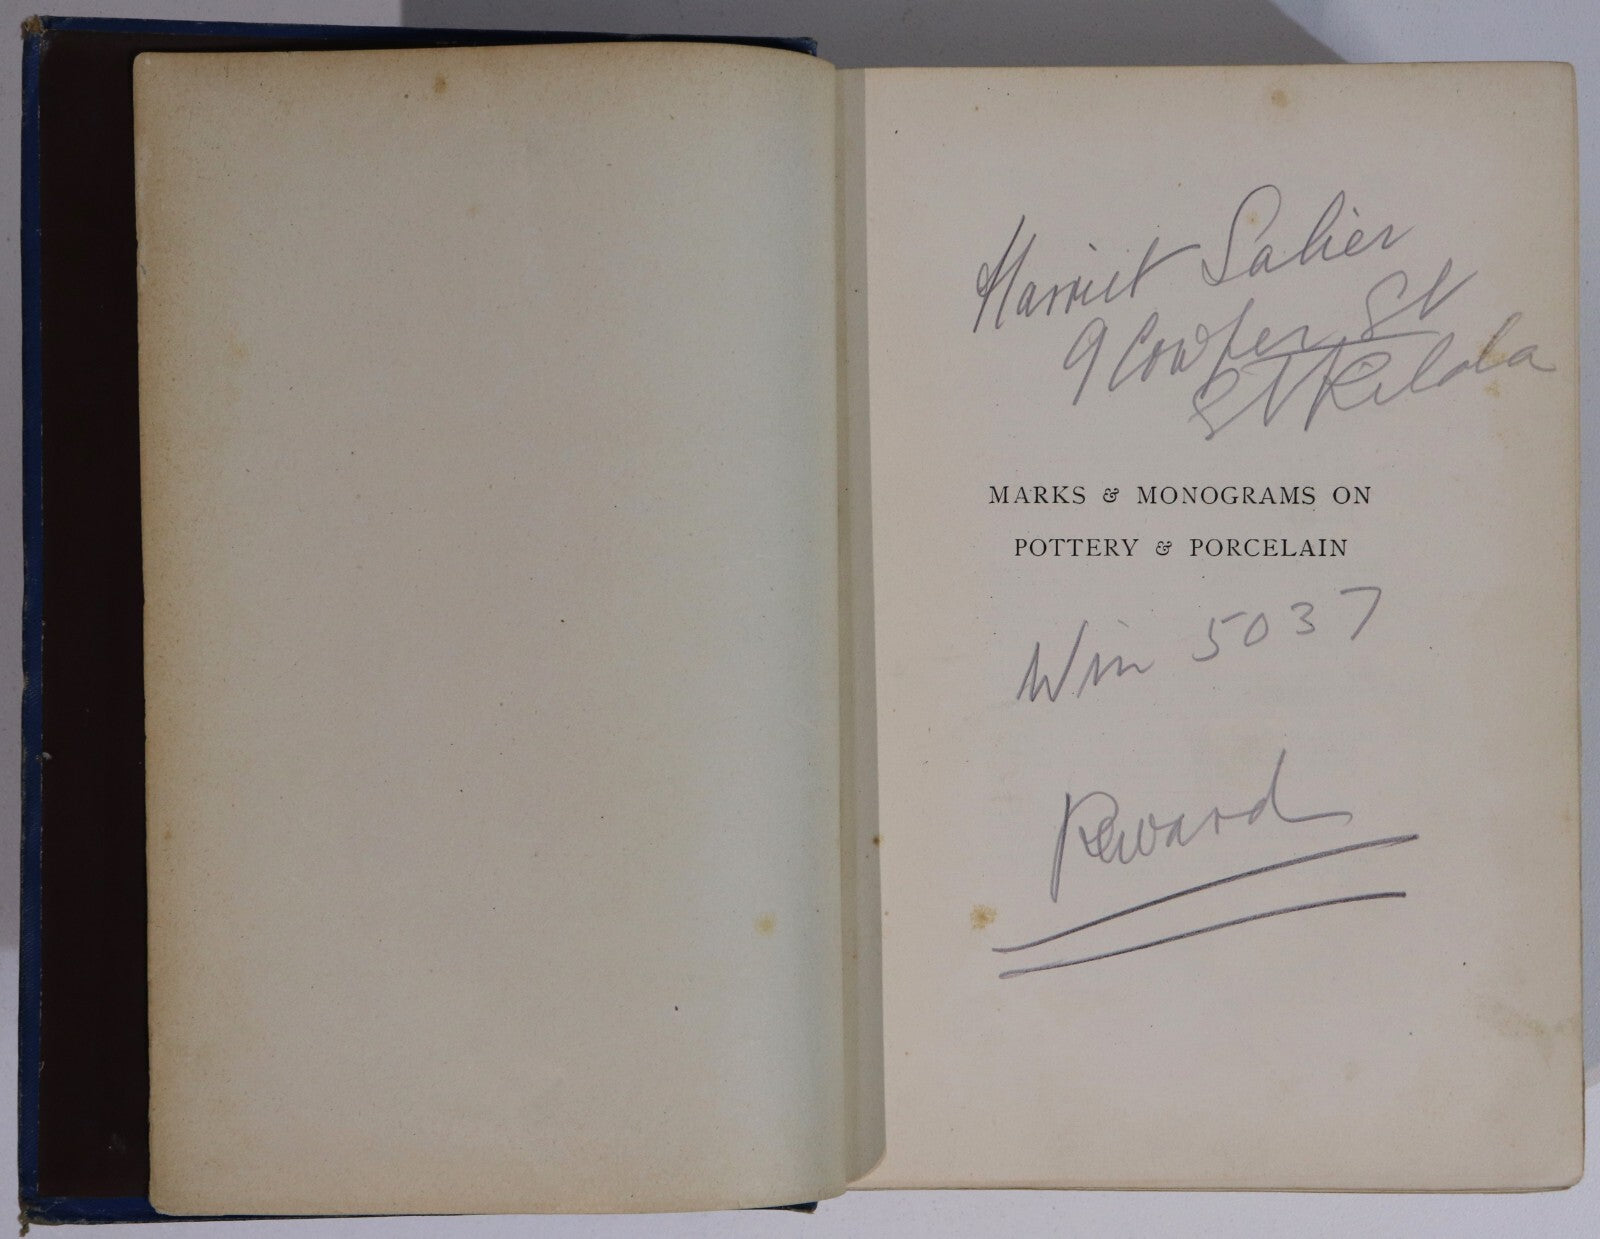 Harriet Salier
9 Cowper St
St Kilda
MARKS & MONOGRAMS ON
POTTERY & PORCELAIN
Win 5037
Reward